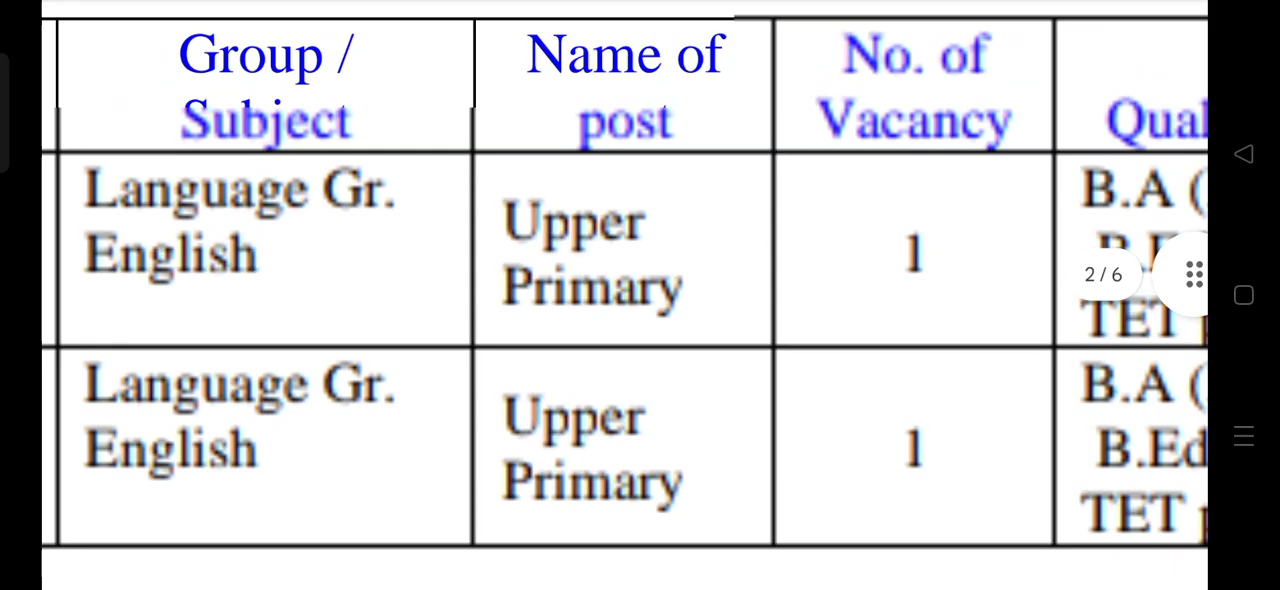 Group / Subject
Name of post
No. of Vacancy
Language Gr. English
Upper Primary
1
B.A (
TET
2 / 6
Language Gr. English
Upper Primary
1
B.A (
B.Ed
TET